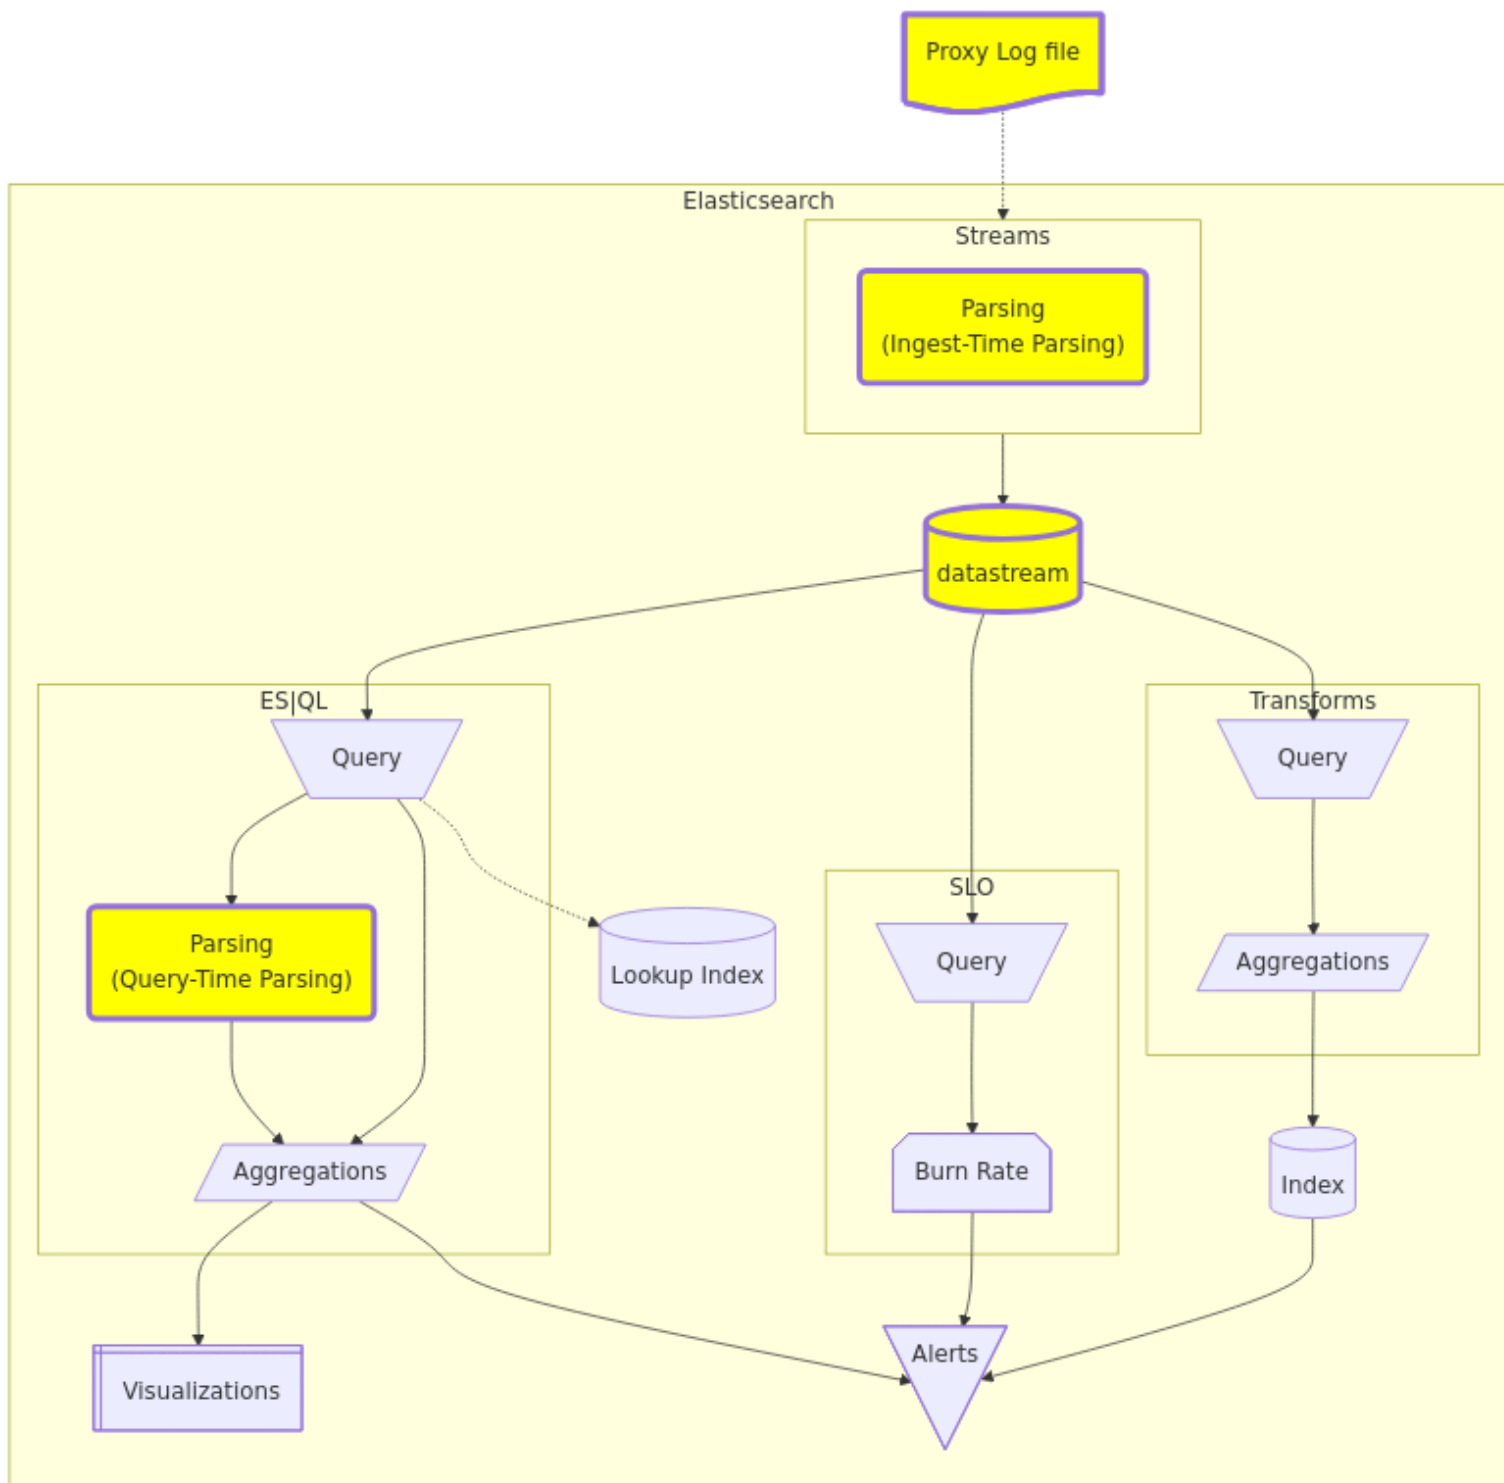 Proxy Log file
Elasticsearch
Streams
Parsing
(Ingest-Time Parsing)
datastream
ES|QL
Query
Parsing
(Query-Time Parsing)
Aggregations
Lookup Index
SLO
Query
Burn Rate
Transforms
Query
Aggregations
Index
Visualizations
Alerts